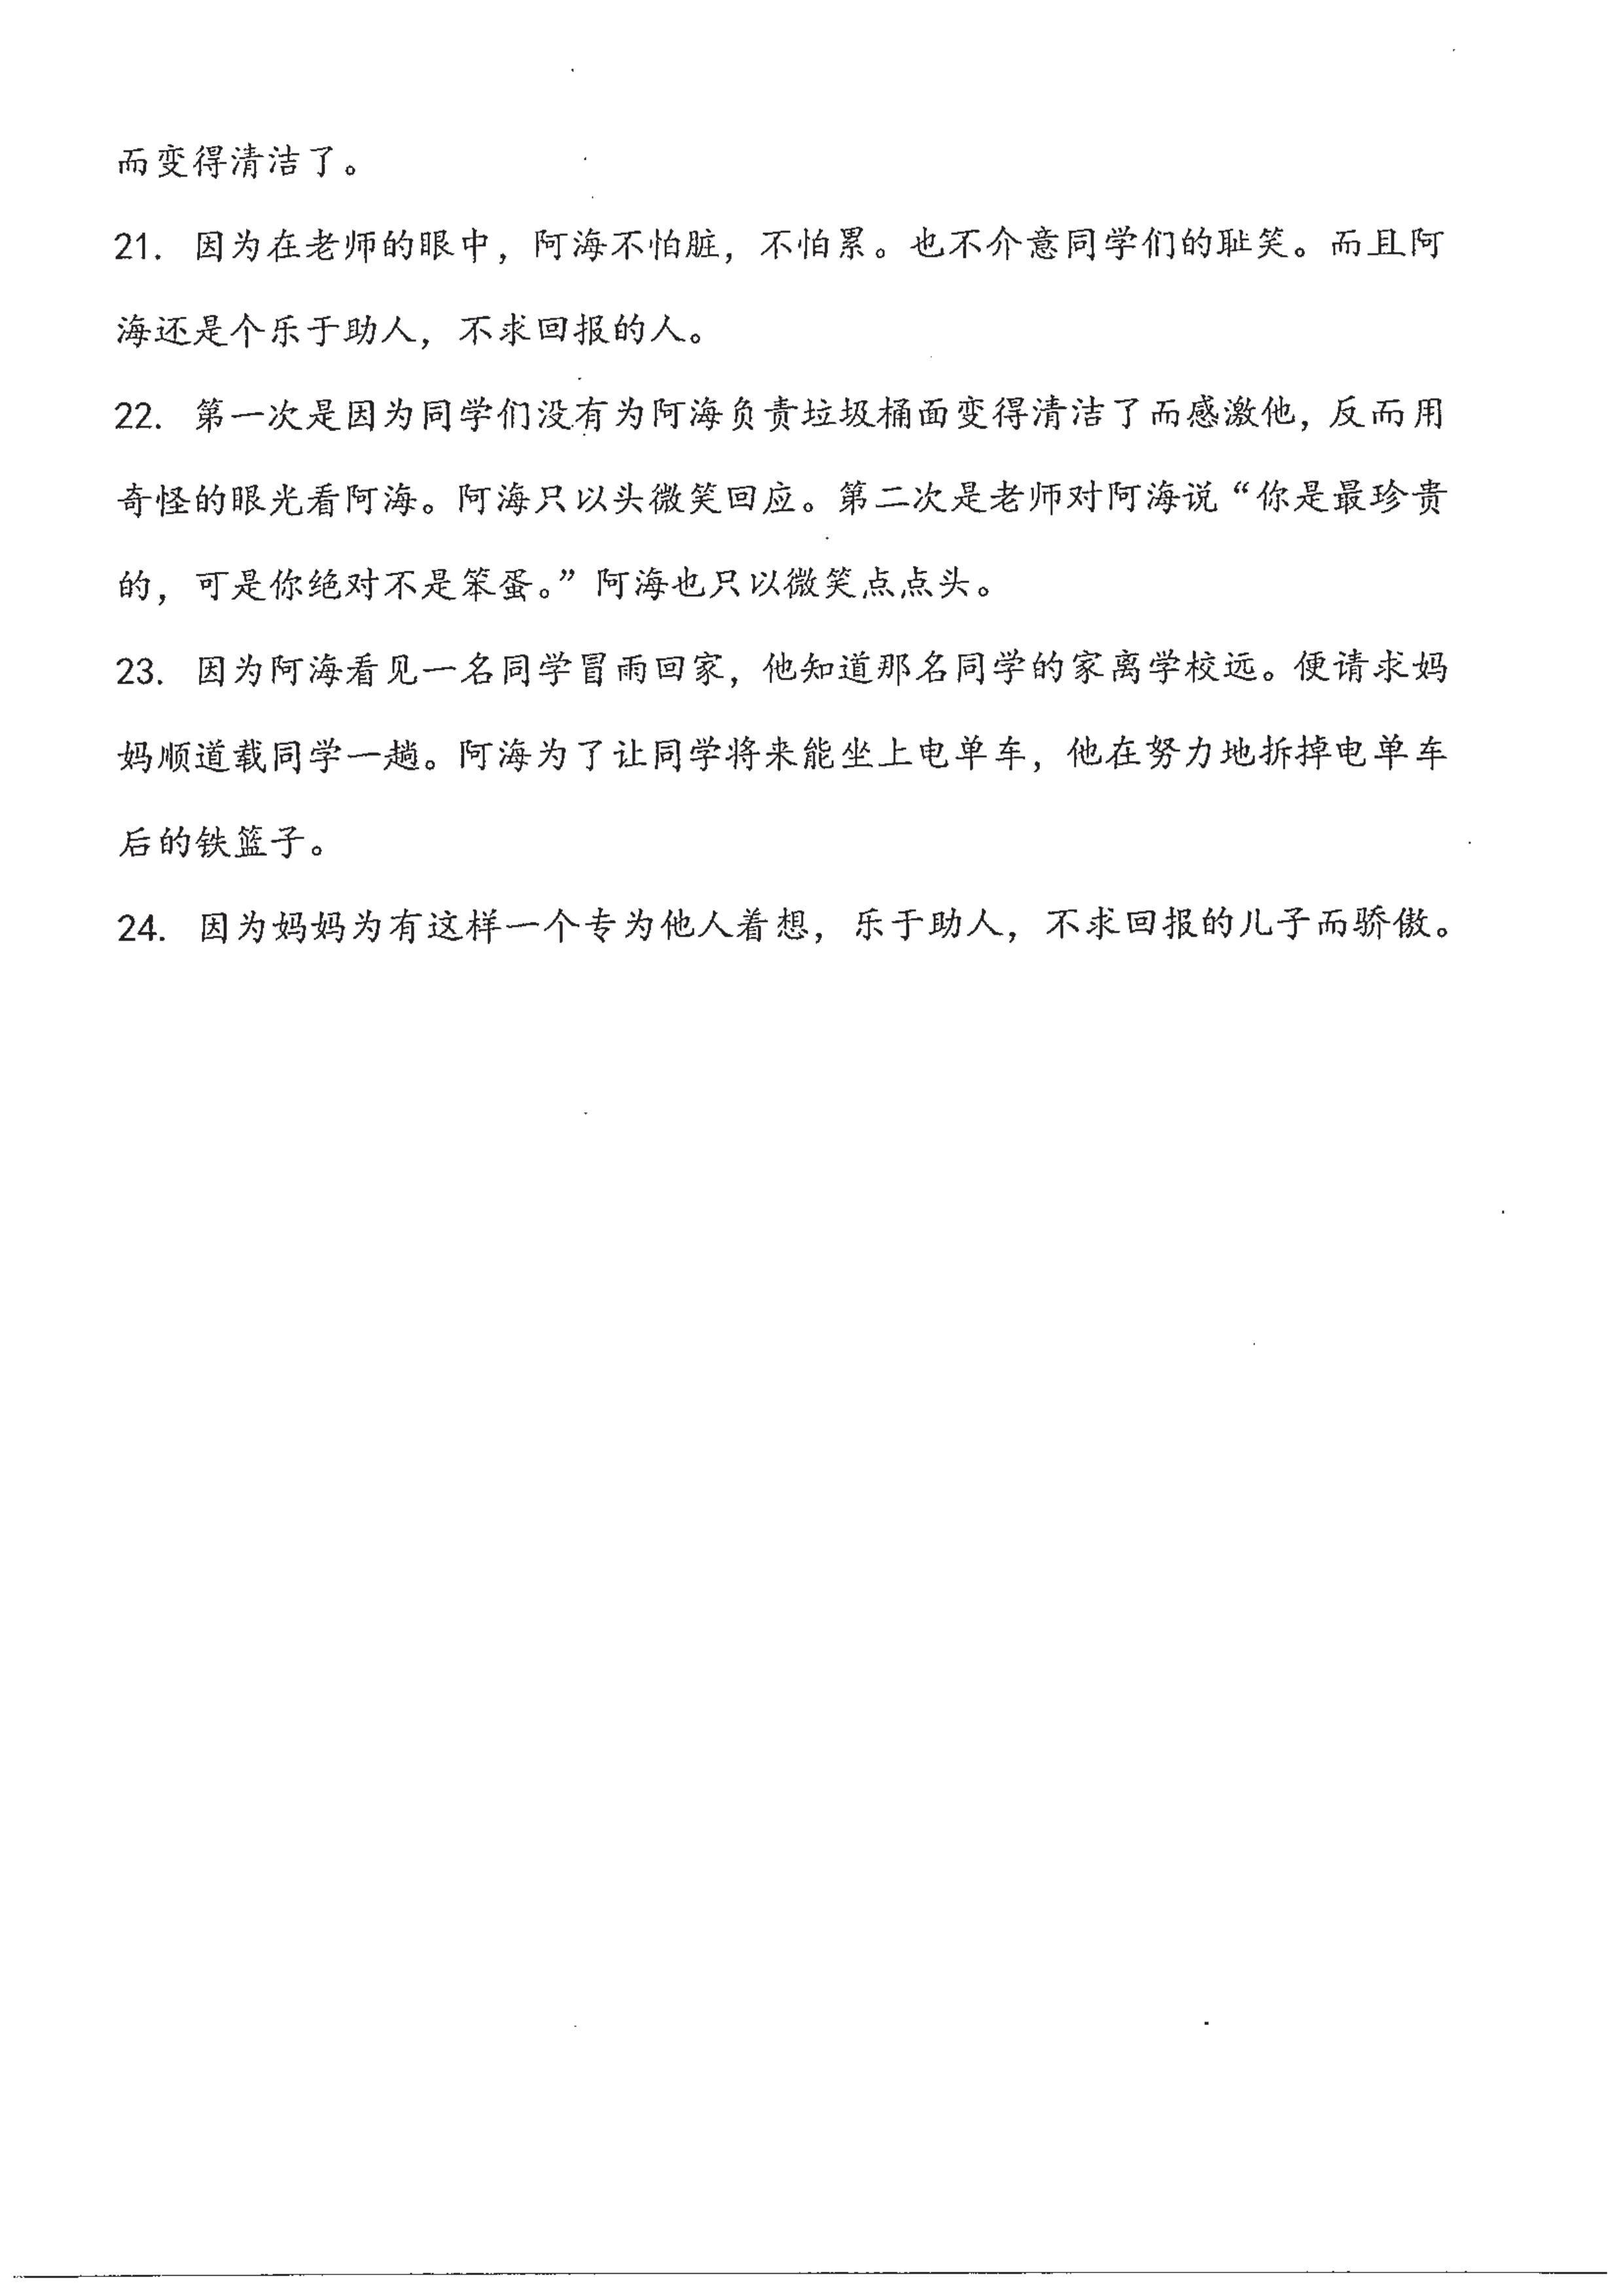 而变得清洁了。
21. 因为在老师的眼中，阿海不怕脏，不怕累。也不介意同学们的耻笑。而且阿
海还是个乐于助人，不求回报的人。
22. 第一次是因为同学们没有为阿海负责垃圾桶面变得清洁了而感激他，反而用
奇怪的眼光看阿海。阿海只以头微笑回应。第二次是老师对阿海说“你是最珍贵
的，可是你绝对不是笨蛋。”阿海也只以微笑点点头。
23. 因为阿海看见一名同学冒雨回家，他知道那名同学的家离学校远。便请求妈
妈顺道载同学一趟。阿海为了让同学将来能坐上电单车，他在努力地拆掉电单车
后的铁篮子。
24. 因为妈妈为有这样一个专为他人着想，乐于助人，不求回报的儿子而骄傲。